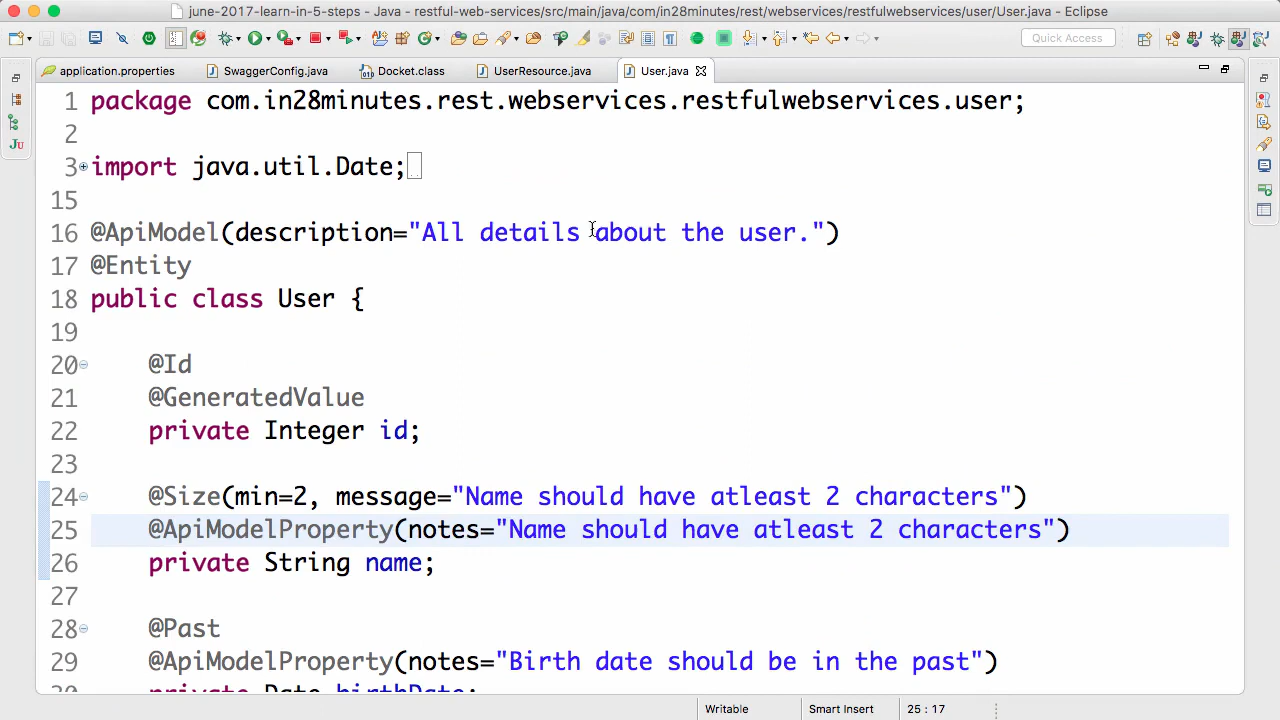 june-2017-learn-in-5-steps - Java - restful-web-services/src/main/java/com/in28minutes/rest/webservices/restfulwebservices/user/User.java - Eclipse
Quick Access
application.properties SwaggerConfig.java Docket.class UserResource.java User.java
1 package com.in28minutes.rest.webservices.restfulwebservices.user;
2
3 import java.util.Date;
15
16 @ApiModel(description="All details about the user.")
17 @Entity
18 public class User {
19
20 @Id
21 @GeneratedValue
22 private Integer id;
23
24 @Size(min=2, message="Name should have atleast 2 characters")
25 @ApiModelProperty(notes="Name should have atleast 2 characters")
26 private String name;
27
28 @Past
29 @ApiModelProperty(notes="Birth date should be in the past")
30 private Date birthDate;
Writable Smart Insert 25 : 17